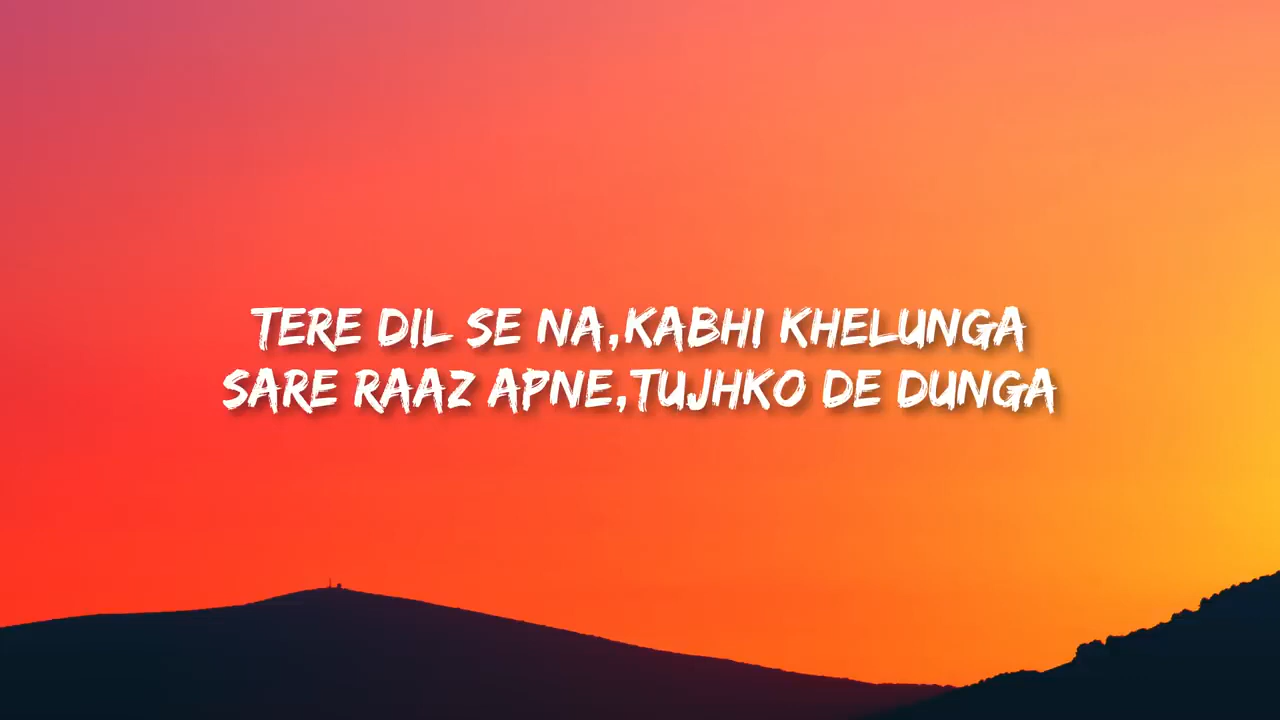 TERE DIL SE NA,KABHI KHELUNGA
SARE RAAZ APNE,TUJHKO DE DUNGA